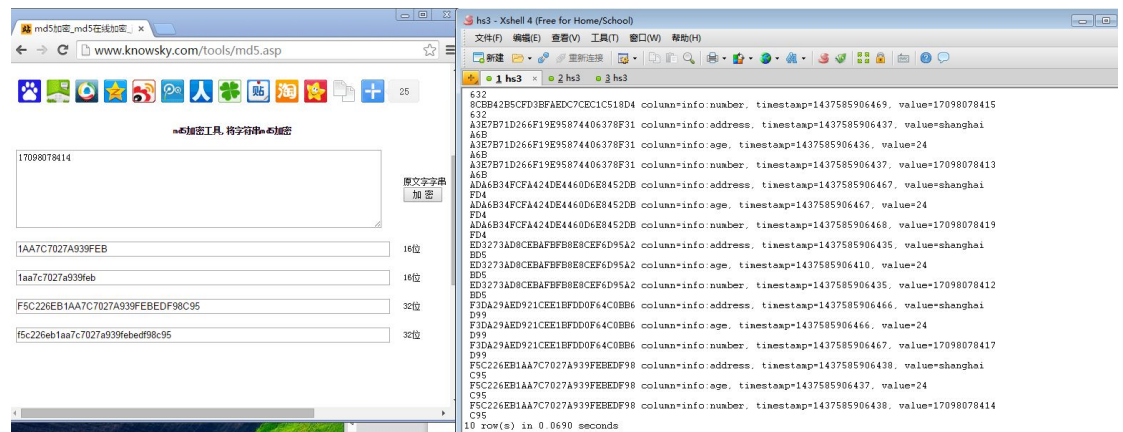 md5加密_md5在线加密_
www.knowsky.com/tools/md5.asp
25
md5加密工具, 将字符串md5加密
17098078414
原文字字串
加 密
1AA7C7027A939FEB
16位
1aa7c7027a939feb
16位
F5C226EB1AA7C7027A939FEBEDF98C95
32位
f5c226eb1aa7c7027a939febedf98c95
32位
hs3 - Xshell 4 (Free for Home/School)
文件(F) 编辑(E) 查看(V) 工具(T) 窗口(W) 帮助(H)
新建 重新连接
1 hs3 2 hs3 3 hs3
632
8CBB42B5CFD3BFAEDC7CEC1C518D4 column=info:number, timestamp=1437585906469, value=17098078415
632
A3E7B71D266F19E95874406378F31 column=info:address, timestamp=1437585906437, value=shanghai
A6B
A3E7B71D266F19E95874406378F31 column=info:age, timestamp=1437585906436, value=24
A6B
A3E7B71D266F19E95874406378F31 column=info:number, timestamp=1437585906437, value=17098078413
A6B
ADA6B34FCFA424DE4460D6E8452DB column=info:address, timestamp=1437585906467, value=shanghai
FD4
ADA6B34FCFA424DE4460D6E8452DB column=info:age, timestamp=1437585906467, value=24
FD4
ADA6B34FCFA424DE4460D6E8452DB column=info:number, timestamp=1437585906468, value=17098078419
FD4
ED3273AD8CEBAFBFB8E8CEF6D95A2 column=info:address, timestamp=1437585906435, value=shanghai
BD5
ED3273AD8CEBAFBFB8E8CEF6D95A2 column=info:age, timestamp=1437585906410, value=24
BD5
ED3273AD8CEBAFBFB8E8CEF6D95A2 column=info:number, timestamp=1437585906435, value=17098078412
BD5
F3DA29AED921CEE1BFDD0F64C0BB6 column=info:address, timestamp=1437585906466, value=shanghai
D99
F3DA29AED921CEE1BFDD0F64C0BB6 column=info:age, timestamp=1437585906466, value=24
D99
F3DA29AED921CEE1BFDD0F64C0BB6 column=info:number, timestamp=1437585906467, value=17098078417
D99
F5C226EB1AA7C7027A939FEBEDF98 column=info:address, timestamp=1437585906438, value=shanghai
C95
F5C226EB1AA7C7027A939FEBEDF98 column=info:age, timestamp=1437585906437, value=24
C95
F5C226EB1AA7C7027A939FEBEDF98 column=info:number, timestamp=1437585906438, value=17098078414
C95
10 row(s) in 0.0690 seconds